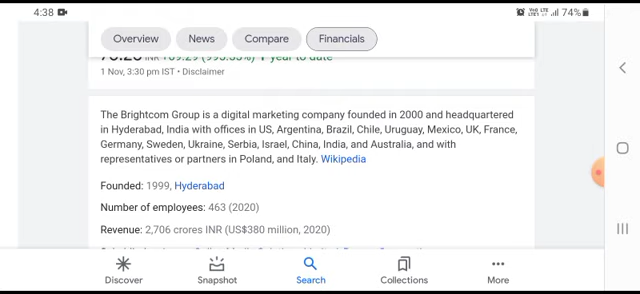 4:38
74%
Overview News Compare Financials
INR
year to date
1 Nov, 3:30 pm IST • Disclaimer
The Brightcom Group is a digital marketing company founded in 2000 and headquartered
in Hyderabad, India with offices in US, Argentina, Brazil, Chile, Uruguay, Mexico, UK, France,
Germany, Sweden, Ukraine, Serbia, Israel, China, India, and Australia, and with
representatives or partners in Poland, and Italy. Wikipedia
Founded: 1999, Hyderabad
Number of employees: 463 (2020)
Revenue: 2,706 crores INR (US$380 million, 2020)
Discover Snapshot Search Collections More